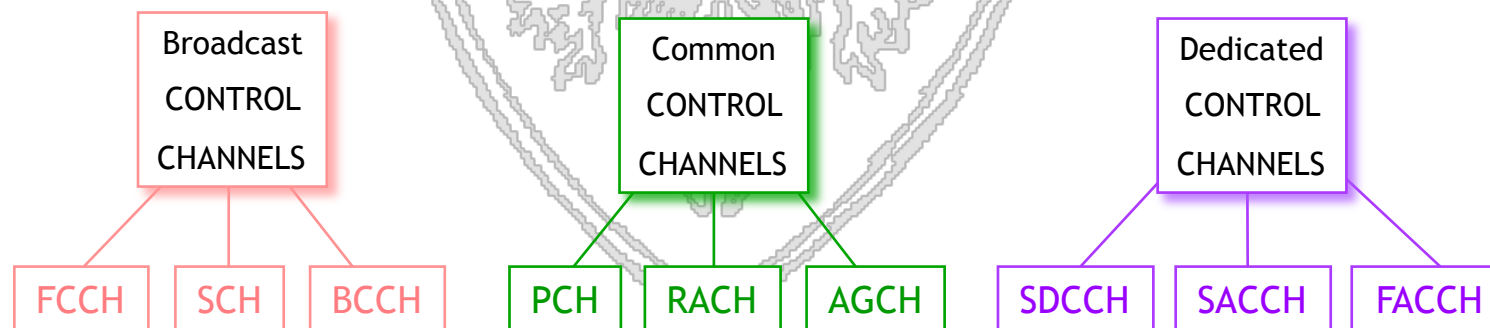 Broadcast
CONTROL
CHANNELS
Common
CONTROL
CHANNELS
Dedicated
CONTROL
CHANNELS
FCCH
SCH
BCCH
PCH
RACH
AGCH
SDCCH
SACCH
FACCH